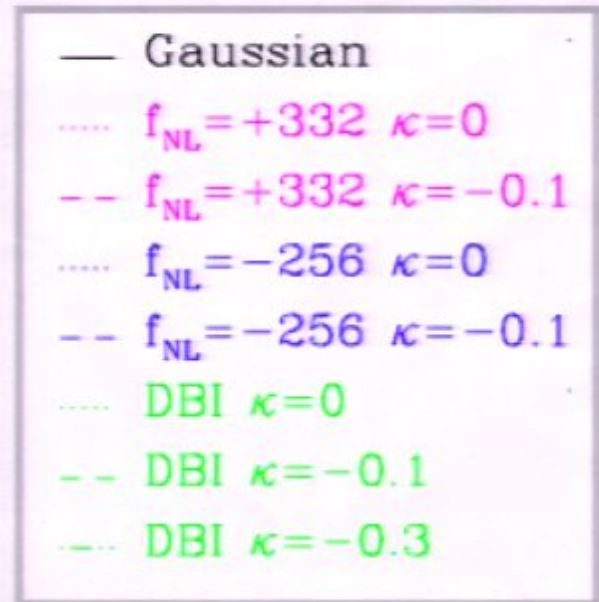 Gaussian
f_NL=+332 κ=0
f_NL=+332 κ=−0.1
f_NL=−256 κ=0
f_NL=−256 κ=−0.1
DBI κ=0
DBI κ=−0.1
DBI κ=−0.3